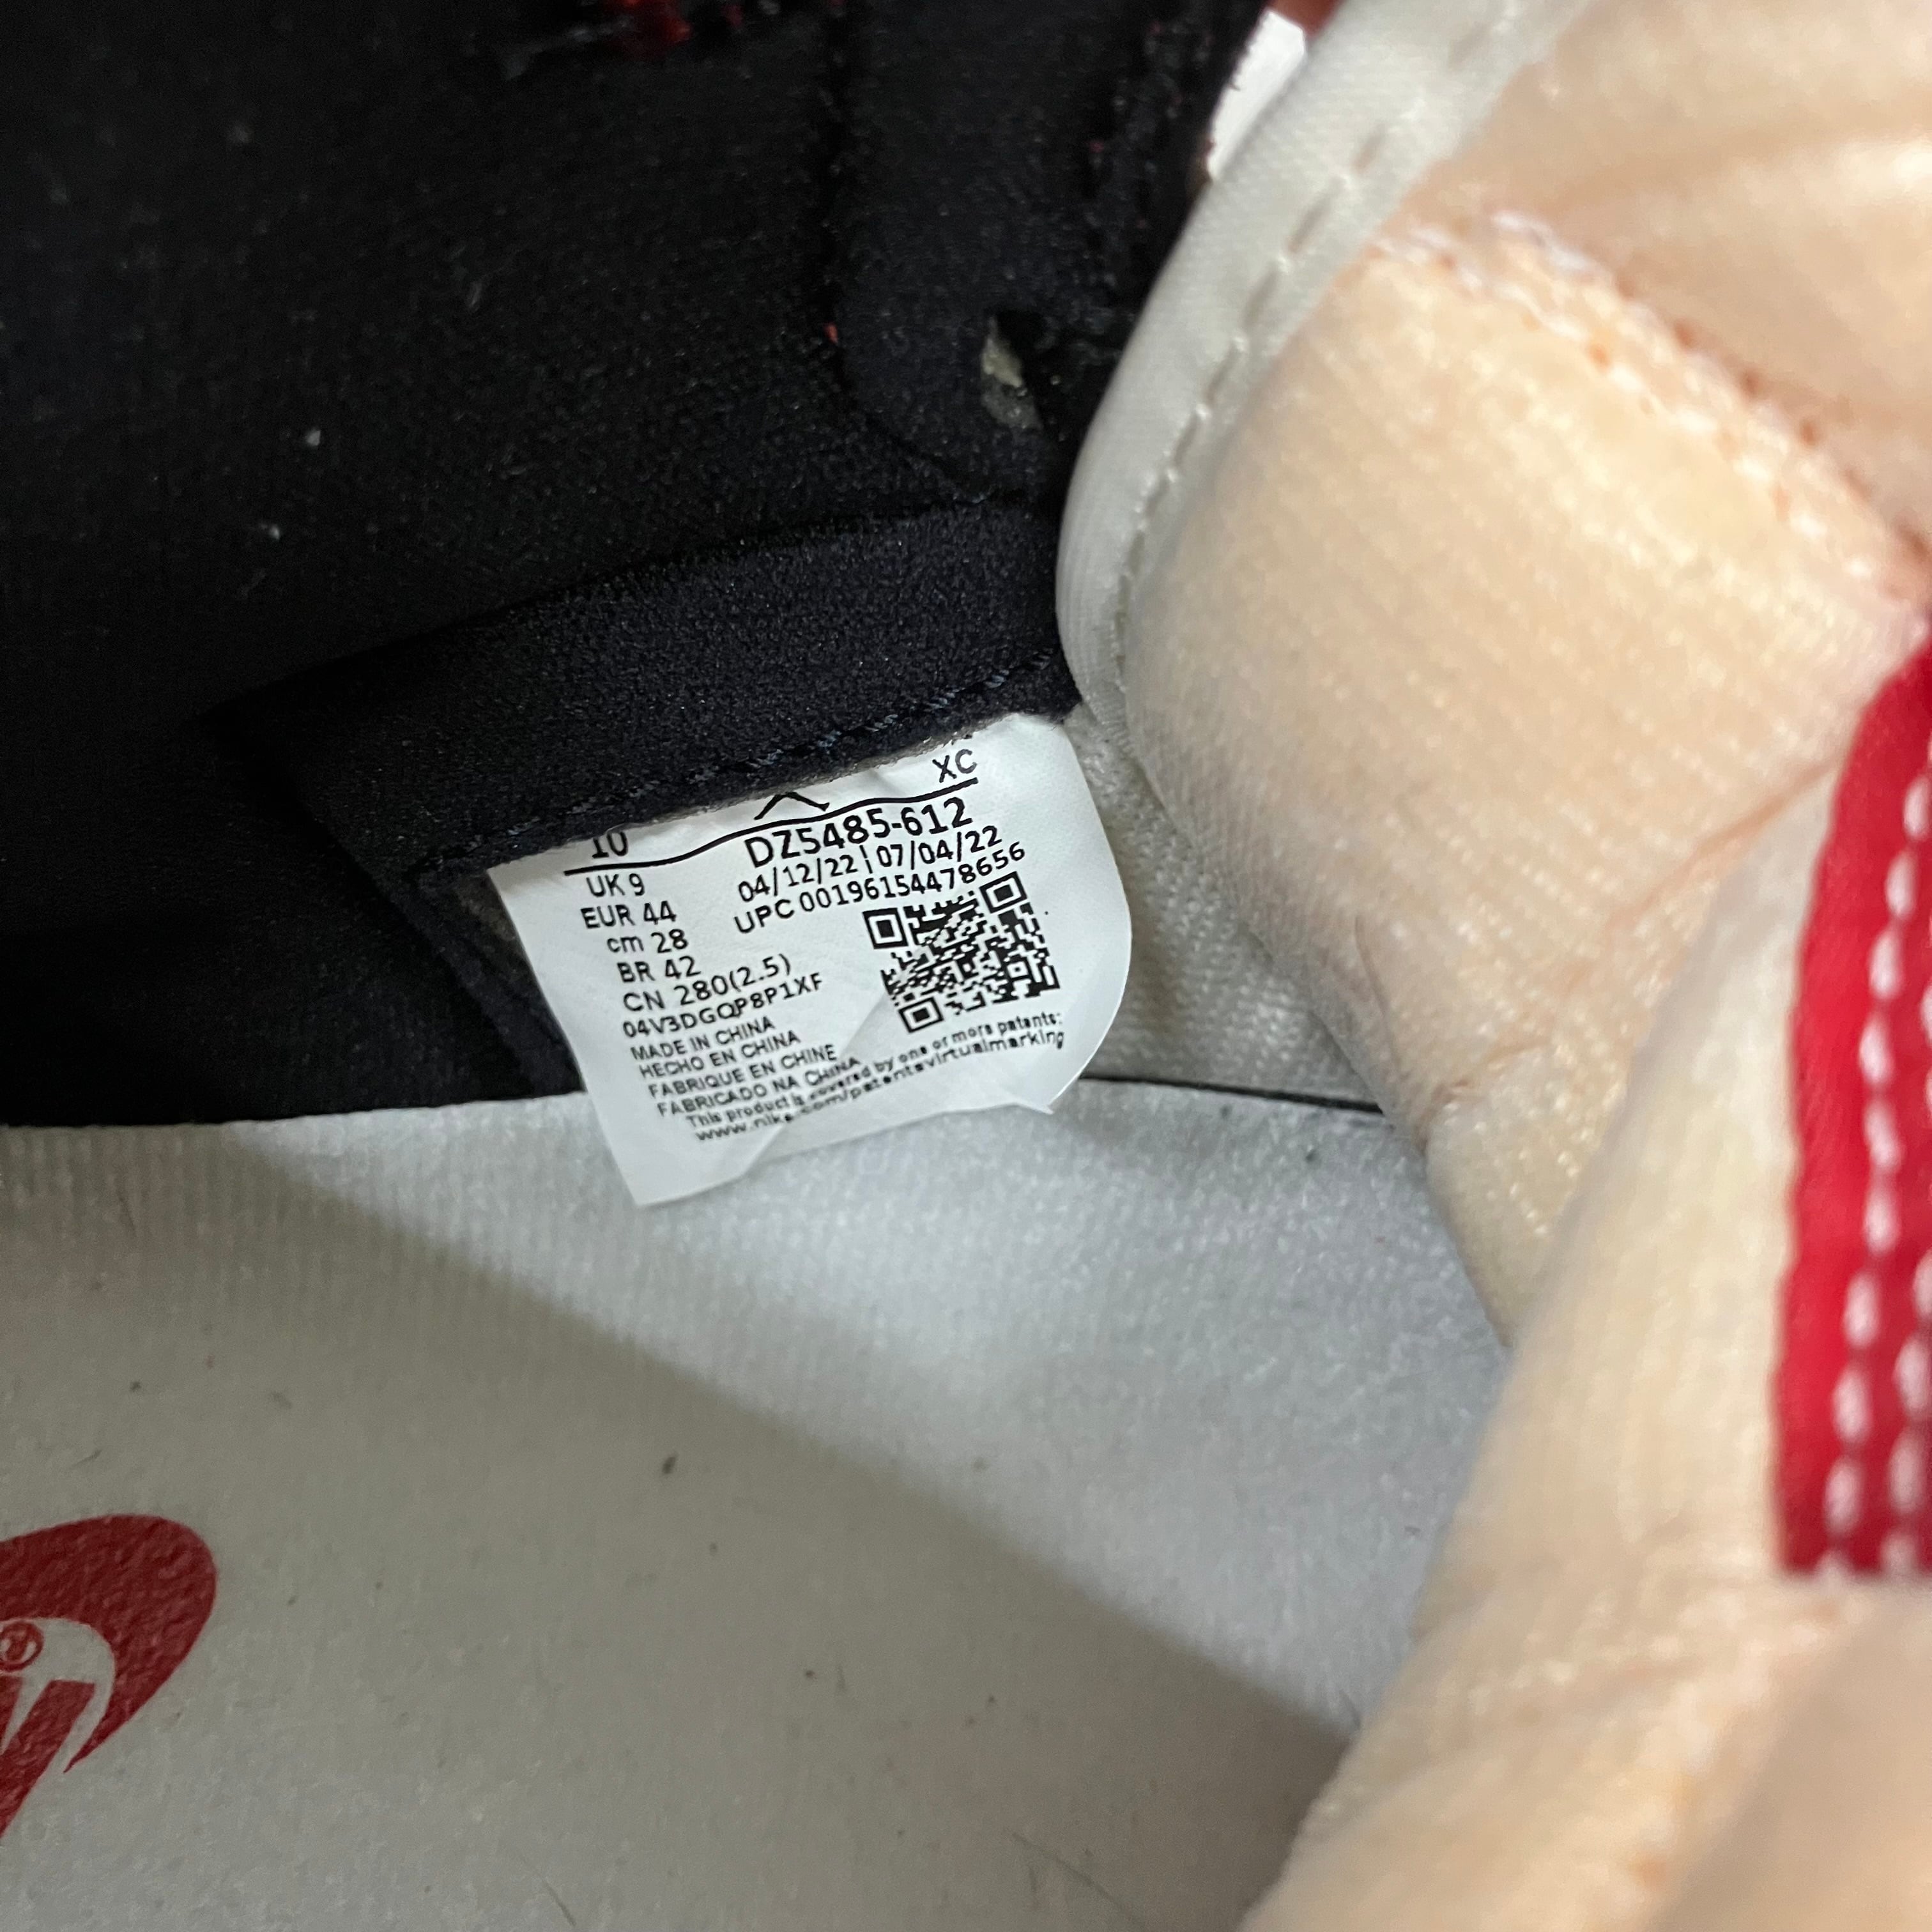 XC
10
DZ5485-612
04/12/22 | 07/04/22
UPC 00196154478656
UK 9
EUR 44
cm 28
BR 42
CN 280(2.5)
04V3DGQP8P1XF
MADE IN CHINA
HECHO EN CHINA
FABRIQUE EN CHINE
FABRICADO NA CHINA
This product is covered by one or more patents:
www.nike.com/patentsvirtualmarking